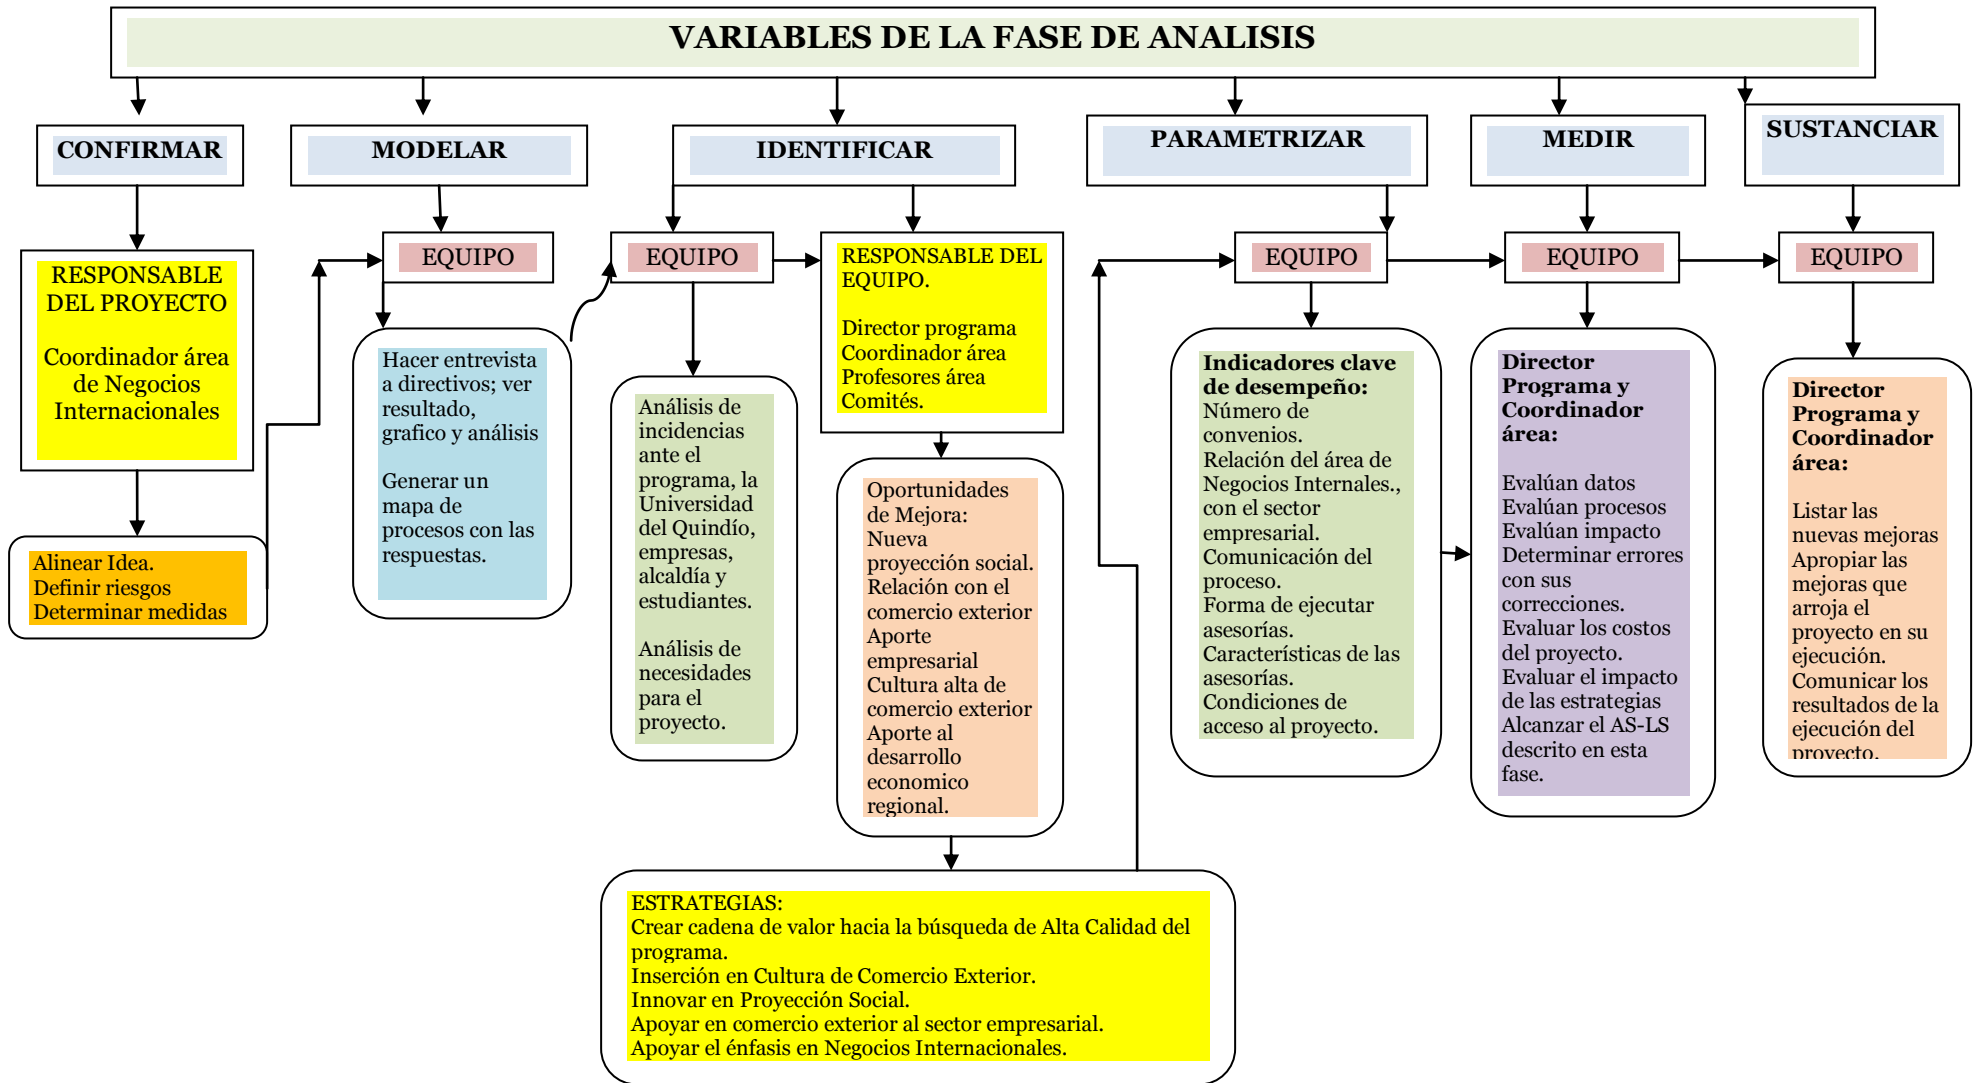 VARIABLES DE LA FASE DE ANALISIS
CONFIRMAR
MODELAR
IDENTIFICAR
PARAMETRIZAR
MEDIR
SUSTANCIAR
RESPONSABLE
DEL PROYECTO
Coordinador área
de Negocios
Internacionales
Alinear Idea.
Definir riesgos
Determinar medidas
EQUIPO
Hacer entrevista
a directivos; ver
resultado,
grafico y análisis
Generar un
mapa de
procesos con las
respuestas.
EQUIPO
Análisis de
incidencias
ante el
programa, la
Universidad
del Quindío,
empresas,
alcaldía y
estudiantes.
Análisis de
necesidades
para el
proyecto.
RESPONSABLE DEL
EQUIPO.
Director programa
Coordinador área
Profesores área
Comités.
Oportunidades
de Mejora:
Nueva
proyección social.
Relación con el
comercio exterior
Aporte
empresarial
Cultura alta de
comercio exterior
Aporte al
desarrollo
economico
regional.
ESTRATEGIAS:
Crear cadena de valor hacia la búsqueda de Alta Calidad del
programa.
Inserción en Cultura de Comercio Exterior.
Innovar en Proyección Social.
Apoyar en comercio exterior al sector empresarial.
Apoyar el énfasis en Negocios Internacionales.
EQUIPO
Indicadores clave
de desempeño:
Número de
convenios.
Relación del área de
Negocios Internales.,
con el sector
empresarial.
Comunicación del
proceso.
Forma de ejecutar
asesorías.
Características de las
asesorías.
Condiciones de
acceso al proyecto.
EQUIPO
Director
Programa y
Coordinador
área:
Evalúan datos
Evalúan procesos
Evalúan impacto
Determinar errores
con sus
correcciones.
Evaluar los costos
del proyecto.
Evaluar el impacto
de las estrategias
Alcanzar el AS-LS
descrito en esta
fase.
EQUIPO
Director
Programa y
Coordinador
área:
Listar las
nuevas mejoras
Apropiar las
mejoras que
arroja el
proyecto en su
ejecución.
Comunicar los
resultados de la
ejecución del
proyecto.